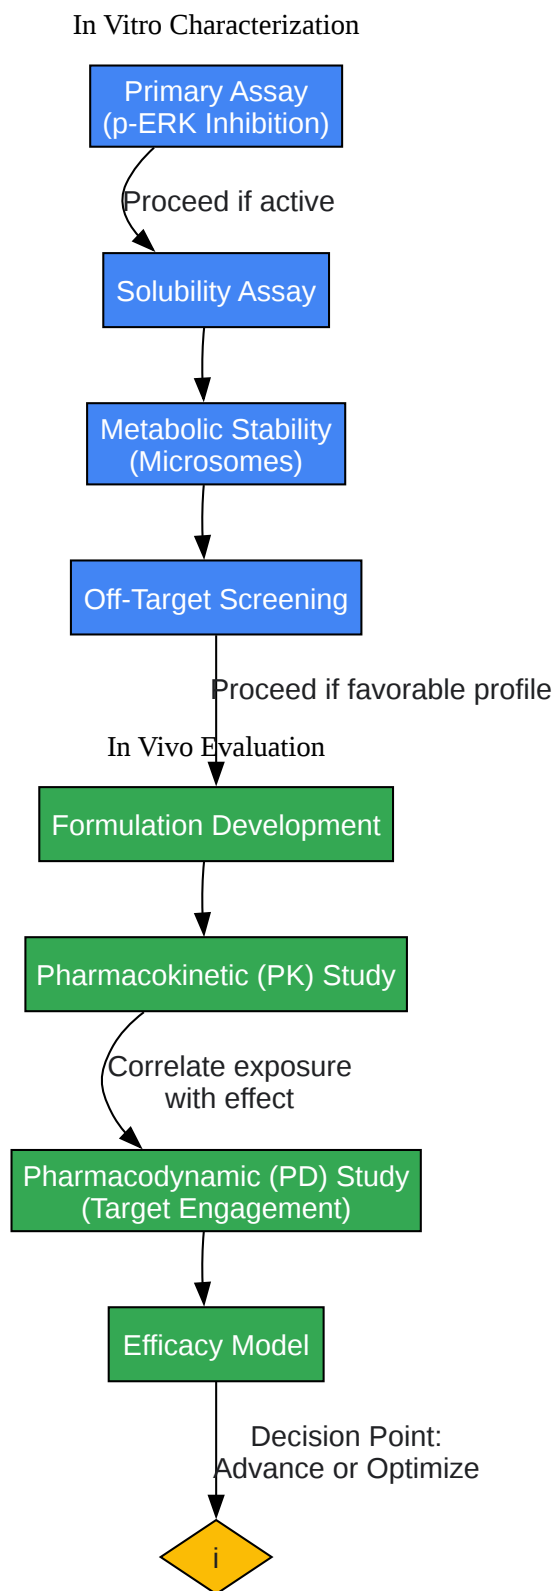 In Vitro Characterization
Primary Assay
(p-ERK Inhibition)
Proceed if active
Solubility Assay
Metabolic Stability
(Microsomes)
Off-Target Screening
Proceed if favorable profile
In Vivo Evaluation
Formulation Development
Pharmacokinetic (PK) Study
Correlate exposure
with effect
Pharmacodynamic (PD) Study
(Target Engagement)
Efficacy Model
Decision Point:
Advance or Optimize
i